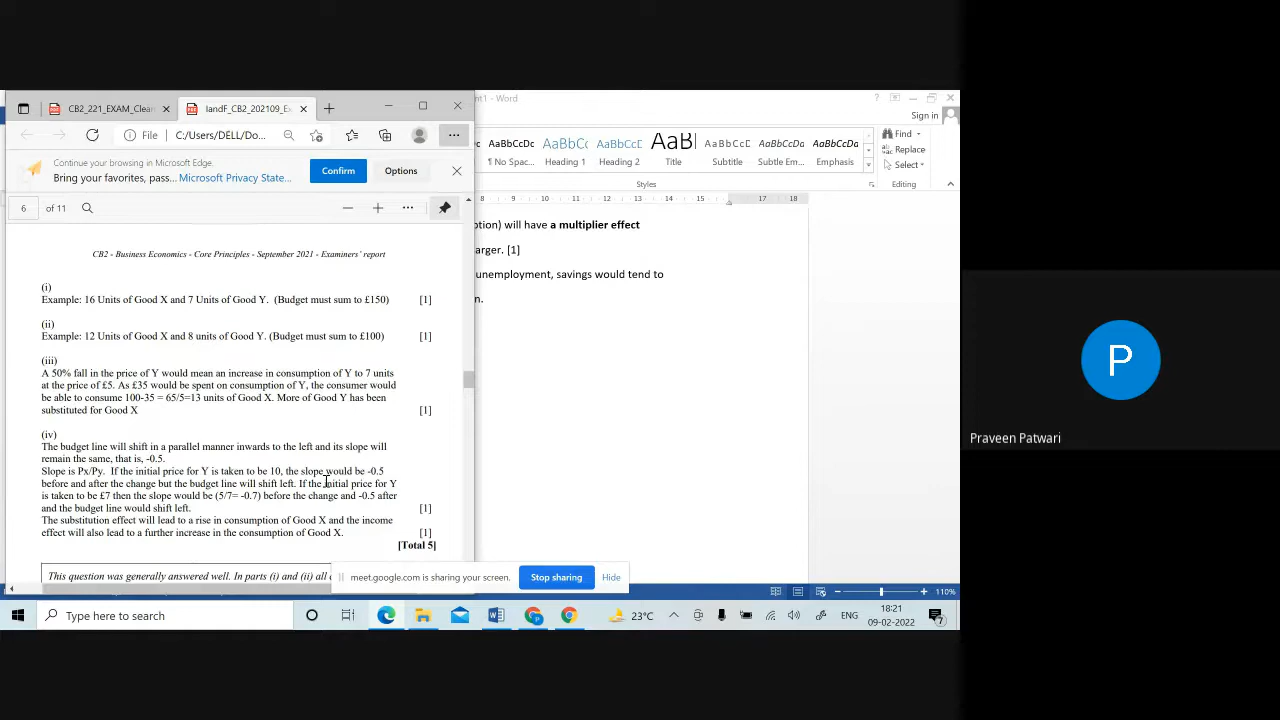 CB2_221_EXAM_Clea
IandF_CB2_202109_E
nt1 - Word
Sign in
File
C:/Users/DELL/Do...
Continue your browsing in Microsoft Edge.
Bring your favorites, pass...
Microsoft Privacy State...
Confirm
Options
6 of 11
AaBbCcDc
AaBbC
AaBbCc
AaB
AaBbCcD
AaBbCcDc
AaBbCcDc
¶ No Spac...
Heading 1
Heading 2
Title
Subtitle
Subtle Em...
Emphasis
Find
Replace
Select
Styles
Editing
8 9 10 11 12 13 14 15 17 18
ption) will have a multiplier effect
arger. [1]
unemployment, savings would tend to
n.
CB2 - Business Economics - Core Principles - September 2021 - Examiners' report
(i)
Example: 16 Units of Good X and 7 Units of Good Y. (Budget must sum to £150) [1]
(ii)
Example: 12 Units of Good X and 8 units of Good Y. (Budget must sum to £100) [1]
(iii)
A 50% fall in the price of Y would mean an increase in consumption of Y to 7 units
at the price of £5. As £35 would be spent on consumption of Y, the consumer would
be able to consume 100-35 = 65/5=13 units of Good X. More of Good Y has been
substituted for Good X [1]
(iv)
The budget line will shift in a parallel manner inwards to the left and its slope will
remain the same, that is, -0.5.
Slope is Px/Py. If the initial price for Y is taken to be 10, the slope would be -0.5
before and after the change but the budget line will shift left. If the initial price for Y
is taken to be £7 then the slope would be (5/7= -0.7) before the change and -0.5 after
and the budget line would shift left. [1]
The substitution effect will lead to a rise in consumption of Good X and the income
effect will also lead to a further increase in the consumption of Good X. [1]
[Total 5]
This question was generally answered well. In parts (i) and (ii) all
meet.google.com is sharing your screen.
Stop sharing
Hide
110%
Type here to search
23°C
ENG
18:21
09-02-2022
7
P
Praveen Patwari